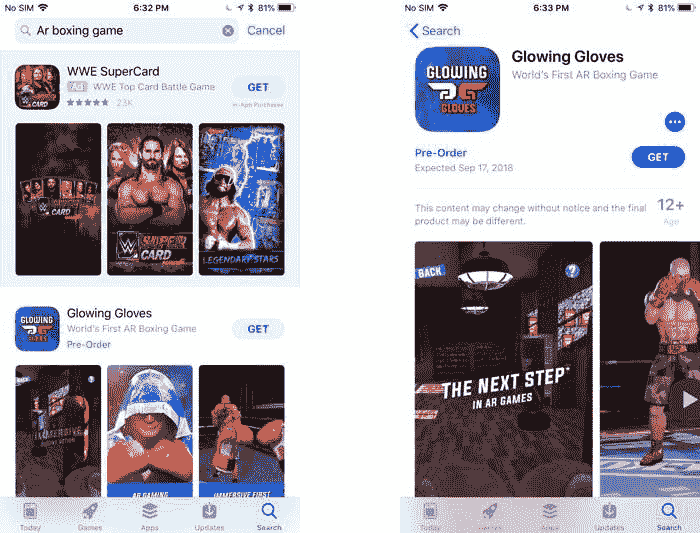 No SIM 6:32 PM 81%
Ar boxing game Cancel
WWE SuperCard
Ad WWE Top Card Battle Game
23K
GET
In-App Purchases
SUPER
CARD
LEGENDARY STARS
GLOWING
GLOVES
Glowing Gloves
World's First AR Boxing Game
Pre-Order
GET
IMMERSIVE
AR GAMING
IMMERSIVE FIRST
Today Games Apps Updates Search
No SIM 6:33 PM 81%
Search
GLOWING
GLOVES
Glowing Gloves
World's First AR Boxing Game
Pre-Order
Expected Sep 17, 2018
GET
This content may change without notice and the final
product may be different.
12+
Age
BACK
?
THE NEXT STEP
IN AR GAMES
Today Games Apps Updates Search